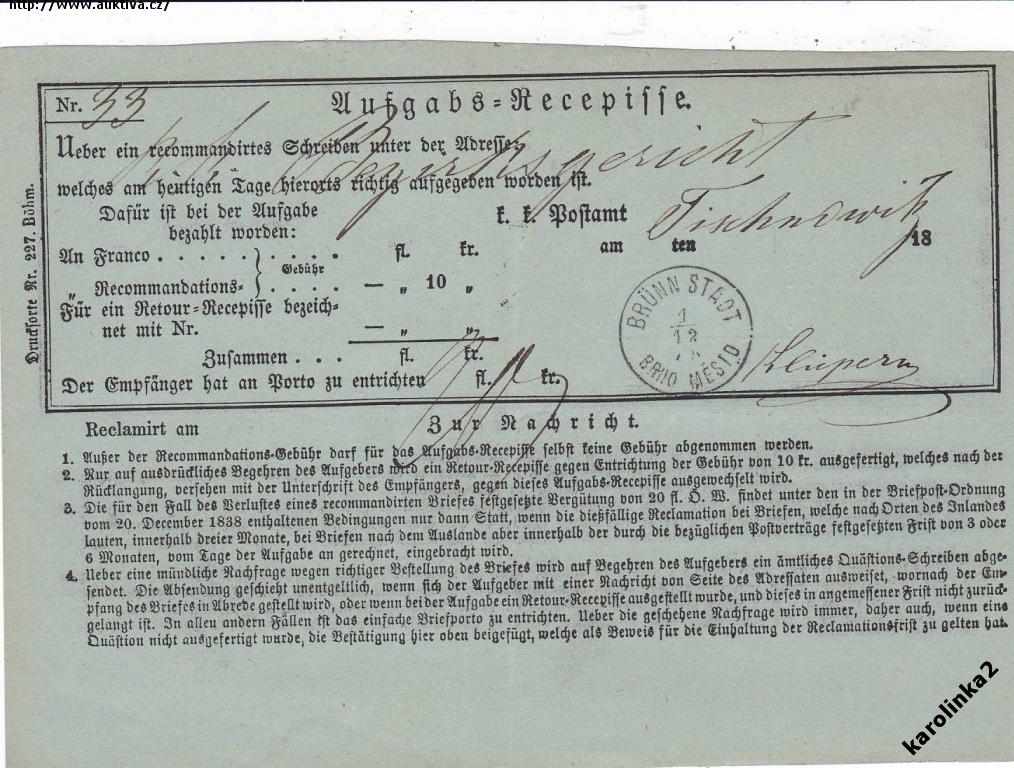 http://www.auktiva.cz/
Nr. 33
Aufgabs-Recepisse.
Ueber ein recommandirtes Schreiben unter der Adresse:
Bezirksgericht
welches am heutigen Tage hierorts richtig aufgegeben worden ist.
Tischnowitz
Dafür ist bei der Aufgabe
bezahlt worden:
k. k. Postamt
am ten 18
An Franco . . . . . . . . . . fl. kr.
Gebühr
„ Recommandations- . . . . — „ 10 „
Für ein Retour-Recepisse bezeich-
net mit Nr. — „ „
Zusammen . . . fl. kr.
Der Empfänger hat an Porto zu entrichten fl. kr.
BRÜNN STADT
1
12
BRNO MĚSTO
Drucksorte Nr. 227. Böhm.
Reclamirt am
Zur Nachricht.
1. Außer der Recommandations-Gebühr darf für das Aufgabs-Recepisse selbst keine Gebühr abgenommen werden.
2. Nur auf ausdrückliches Begehren des Aufgebers wird ein Retour-Recepisse gegen Entrichtung der Gebühr von 10 kr. ausgefertigt, welches nach der
Rücklangung, versehen mit der Unterschrift des Empfängers, gegen dieses Aufgabs-Recepisse ausgewechselt wird.
3. Die für den Fall des Verlustes eines recommandirten Briefes festgesetzte Vergütung von 20 fl. Ö. W. findet unter den in der Briefpost-Ordnung
vom 20. December 1838 enthaltenen Bedingungen nur dann Statt, wenn die dießfällige Reclamation bei Briefen, welche nach Orten des Inlandes
lauten, innerhalb dreier Monate, bei Briefen nach dem Auslande aber innerhalb der durch die bezüglichen Postverträge festgesetzten Frist von 3 oder
6 Monaten, vom Tage der Aufgabe an gerechnet, eingebracht wird.
4. Ueber eine mündliche Nachfrage wegen richtiger Bestellung des Briefes wird auf Begehren des Aufgebers ein ämtliches Quästions-Schreiben abge-
sendet. Die Absendung geschieht unentgeltlich, wenn sich der Aufgeber mit einer Nachricht von Seite des Adressaten ausweiset, wornach der Em-
pfang des Briefes in Abrede gestellt wird, oder wenn bei der Aufgabe ein Retour-Recepisse ausgestellt wurde, und dieses in angemessener Frist nicht zurück-
gelangt ist. In allen andern Fällen ist das einfache Briefporto zu entrichten. Ueber die geschehene Nachfrage wird immer, daher auch, wenn eine
Quästion nicht ausgefertigt wurde, die Bestätigung hier oben beigefügt, welche als Beweis für die Einhaltung der Reclamationsfrist zu gelten hat.
karolinka2